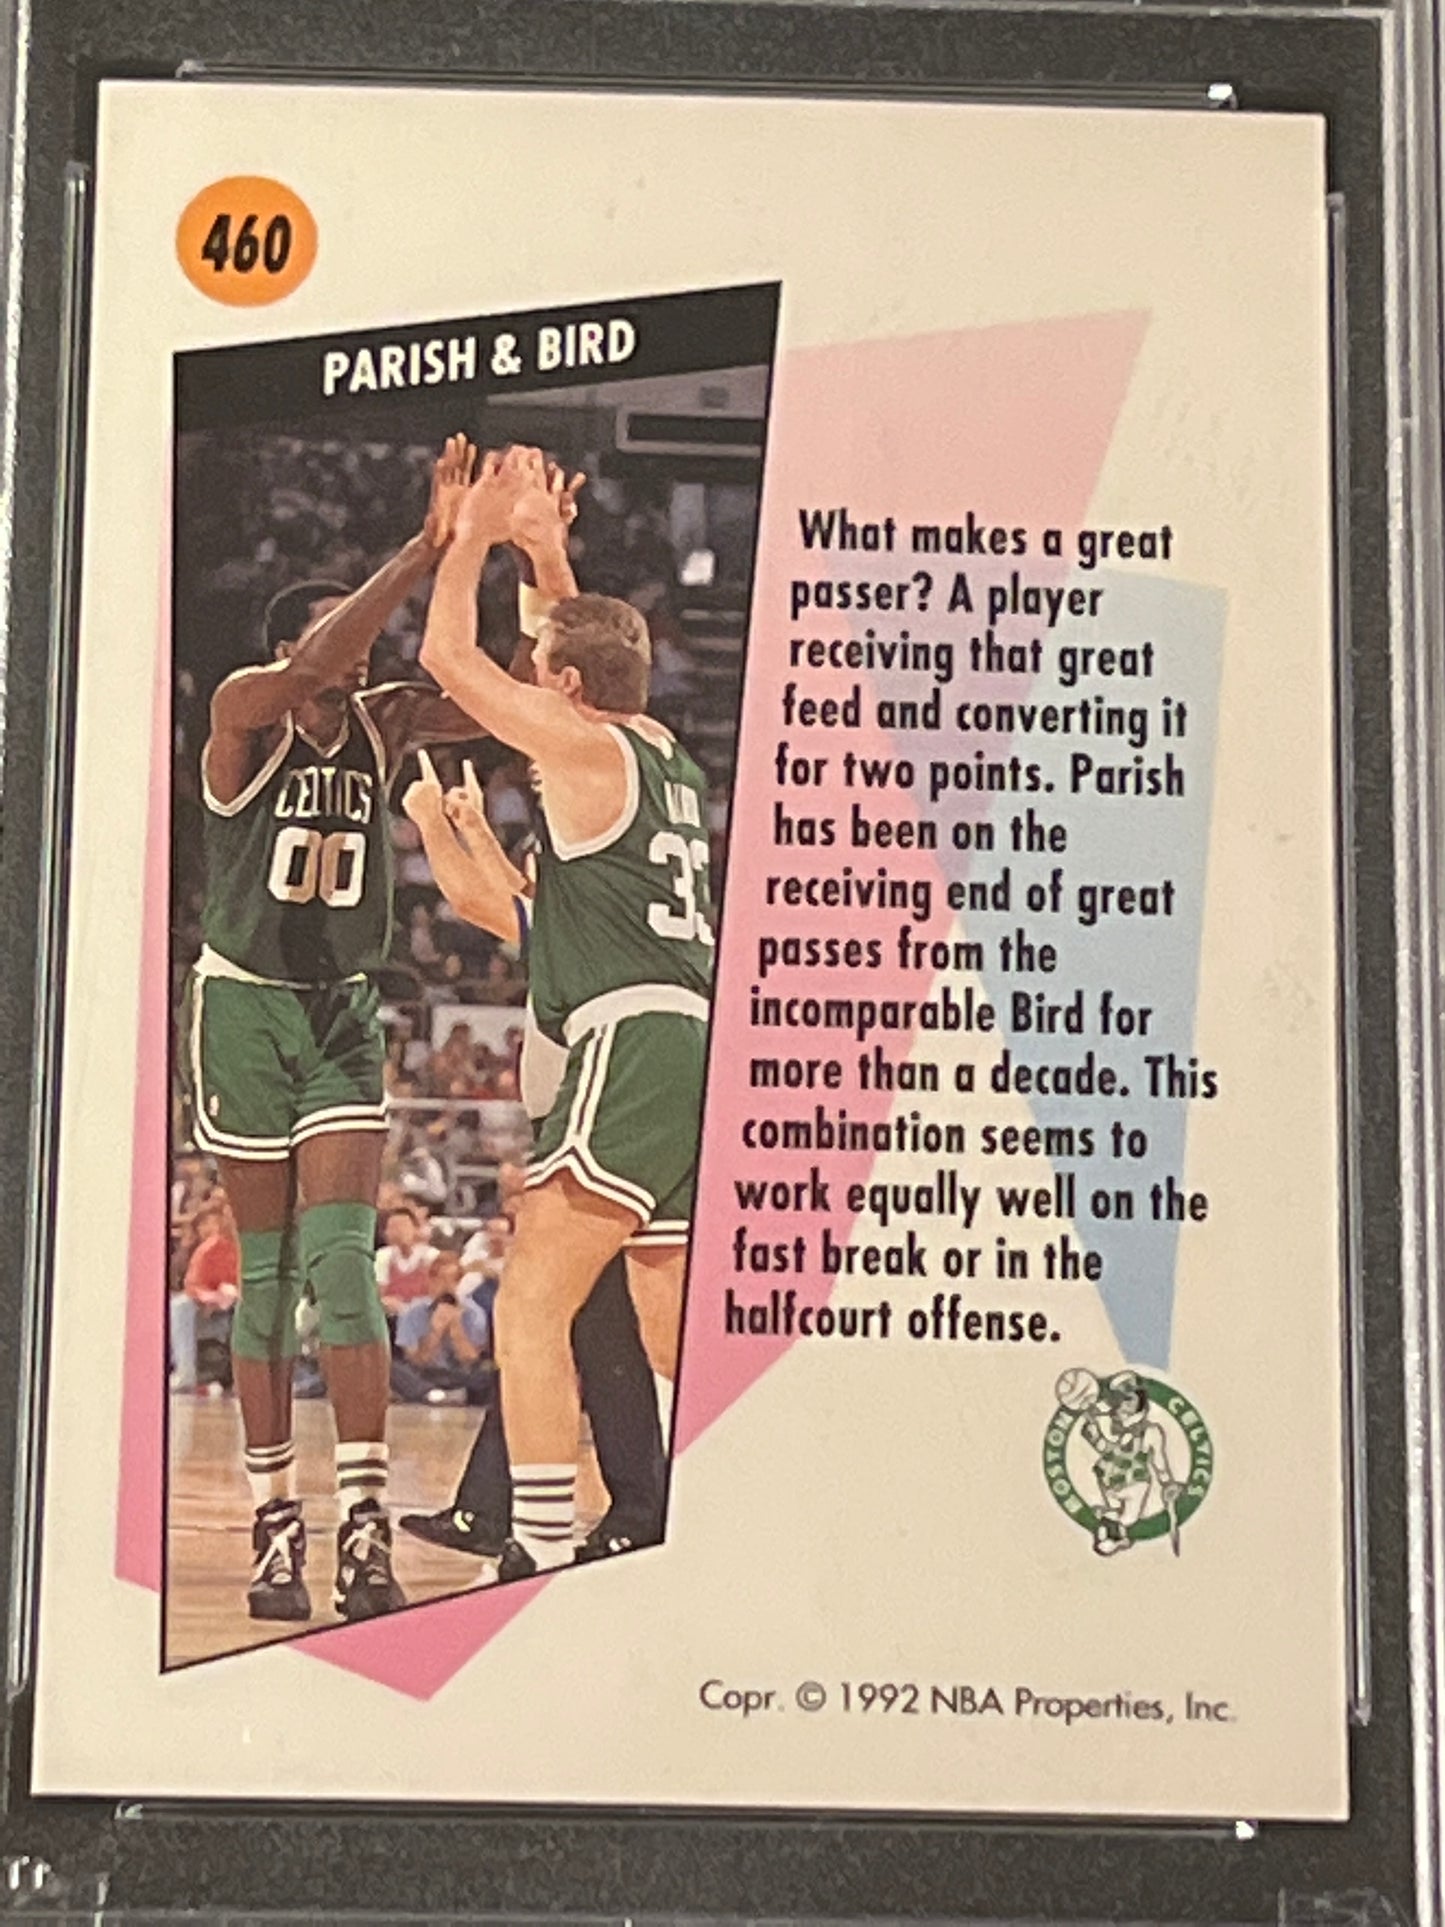 460
PARISH & BIRD
CELTICS
00
33
What makes a great
passer? A player
receiving that great
feed and converting it
for two points. Parish
has been on the
receiving end of great
passes from the
incomparable Bird for
more than a decade. This
combination seems to
work equally well on the
fast break or in the
halfcourt offense.
BOSTON CELTICS
Copr. © 1992 NBA Properties, Inc.